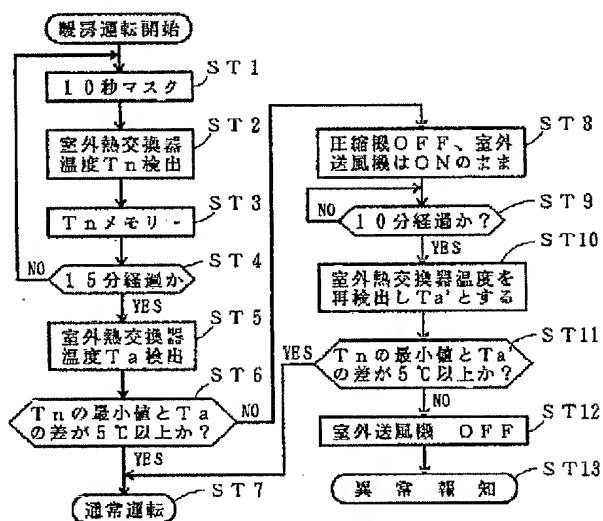 暖房運転開始
ST1
10秒マスク
ST2
室外熱交換器
温度Tn検出
ST3
Tnメモリー
ST4
NO
15分経過か
YES
ST5
室外熱交換器
温度Ta検出
ST6
Tnの最小値とTa
の差が5℃以上か?
NO
YES
ST7
通常運転
ST8
圧縮機OFF、室外
送風機はONのまま
ST9
NO
10分経過か?
YES
ST10
室外熱交換器温度を
再検出しTa'とする
ST11
YES
Tnの最小値とTa'
の差が5℃以上か?
NO
ST12
室外送風機 OFF
ST13
異常報知